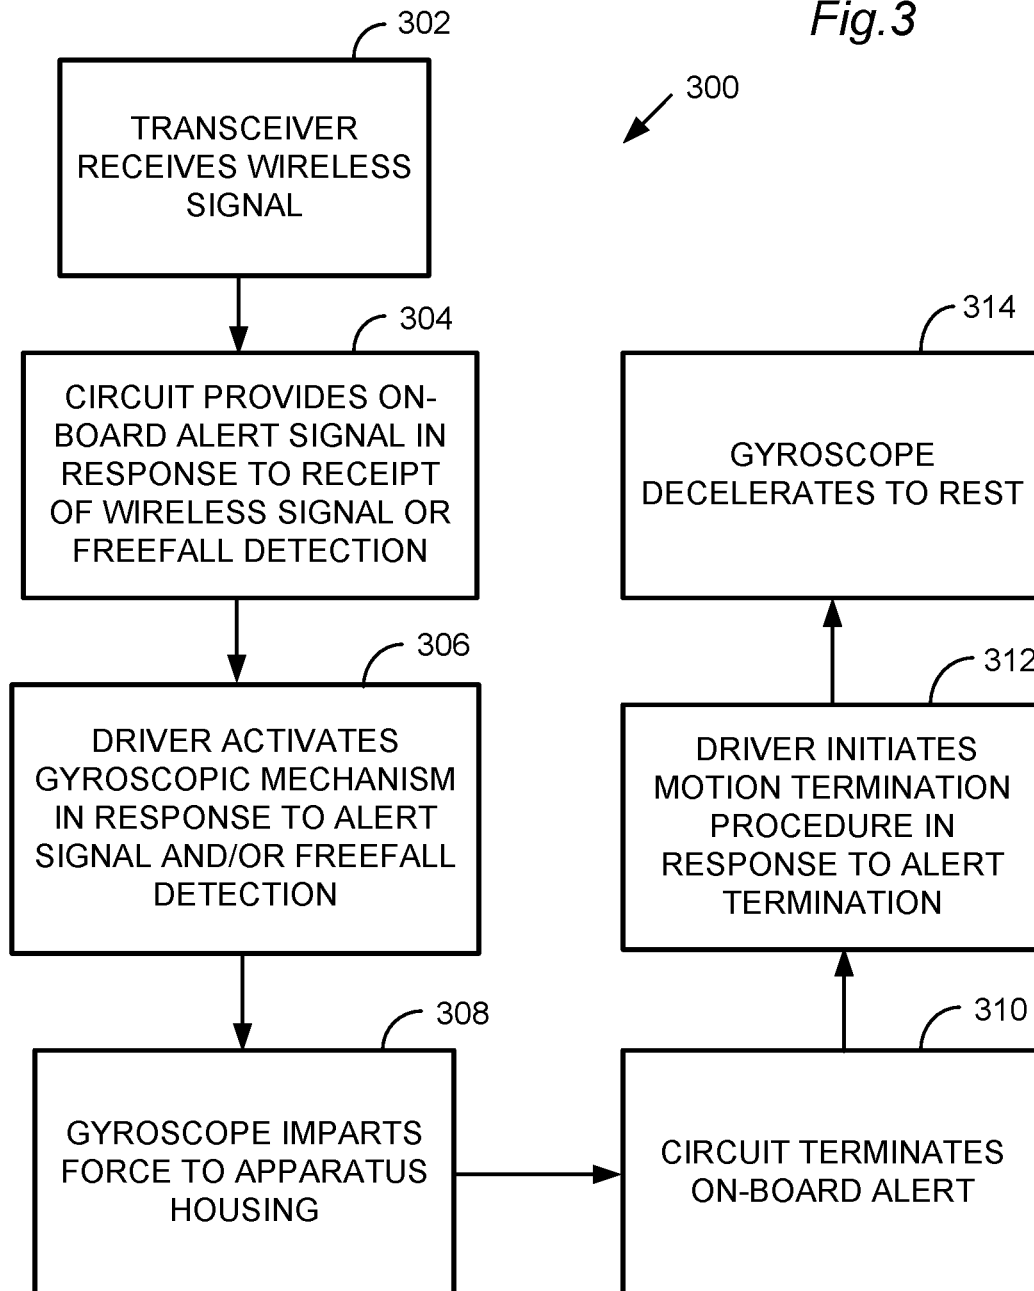 Fig.3
300
302
TRANSCEIVER
RECEIVES WIRELESS
SIGNAL
304
CIRCUIT PROVIDES ON-
BOARD ALERT SIGNAL IN
RESPONSE TO RECEIPT
OF WIRELESS SIGNAL OR
FREEFALL DETECTION
306
DRIVER ACTIVATES
GYROSCOPIC MECHANISM
IN RESPONSE TO ALERT
SIGNAL AND/OR FREEFALL
DETECTION
308
GYROSCOPE IMPARTS
FORCE TO APPARATUS
HOUSING
310
CIRCUIT TERMINATES
ON-BOARD ALERT
312
DRIVER INITIATES
MOTION TERMINATION
PROCEDURE IN
RESPONSE TO ALERT
TERMINATION
314
GYROSCOPE
DECELERATES TO REST